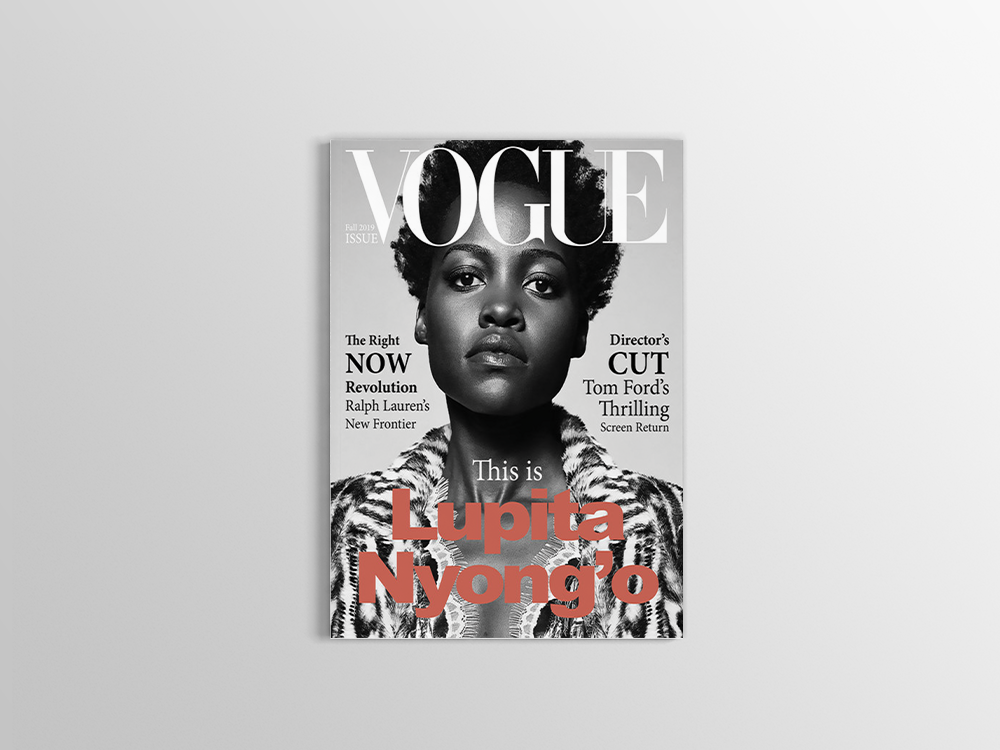 VOGUE
Fall 2019
ISSUE
The Right
NOW
Revolution
Ralph Lauren's
New Frontier
Director's
CUT
Tom Ford's
Thrilling
Screen Return
This is
Lupita
Nyong'o